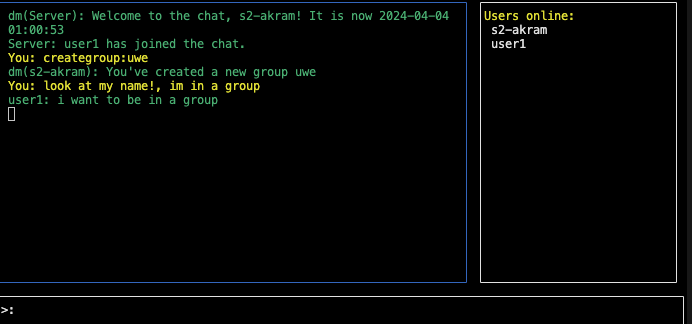 dm(Server): Welcome to the chat, s2-akram! It is now 2024-04-04
01:00:53
Server: user1 has joined the chat.
You: creategroup:uwe
dm(s2-akram): You've created a new group uwe
You: look at my name!, im in a group
user1: i want to be in a group
Users online:
s2-akram
user1
>: